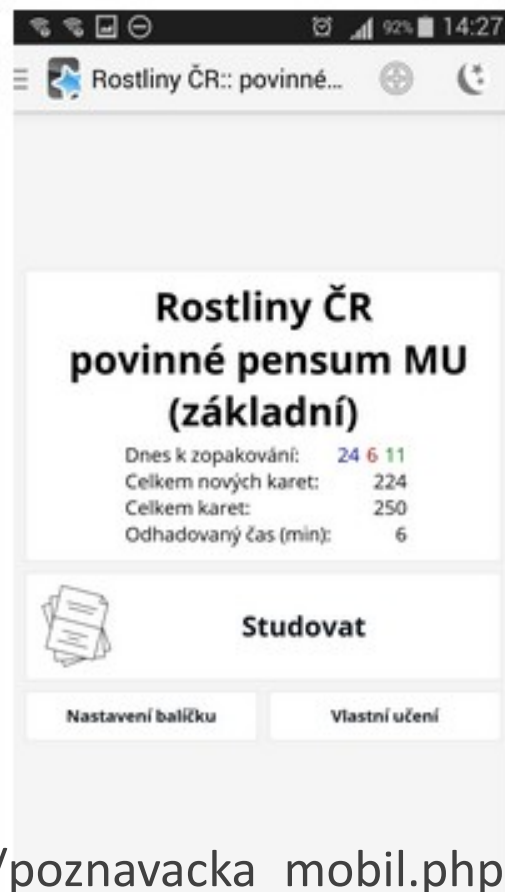 92% 14:27
Rostliny ČR:: povinné...
Rostliny ČR
povinné pensum MU
(základní)
Dnes k zopakování: 24 6 11
Celkem nových karet: 224
Celkem karet: 250
Odhadovaný čas (min): 6
Studovat
Nastavení balíčku Vlastní učení
/poznavacka_mobil.php